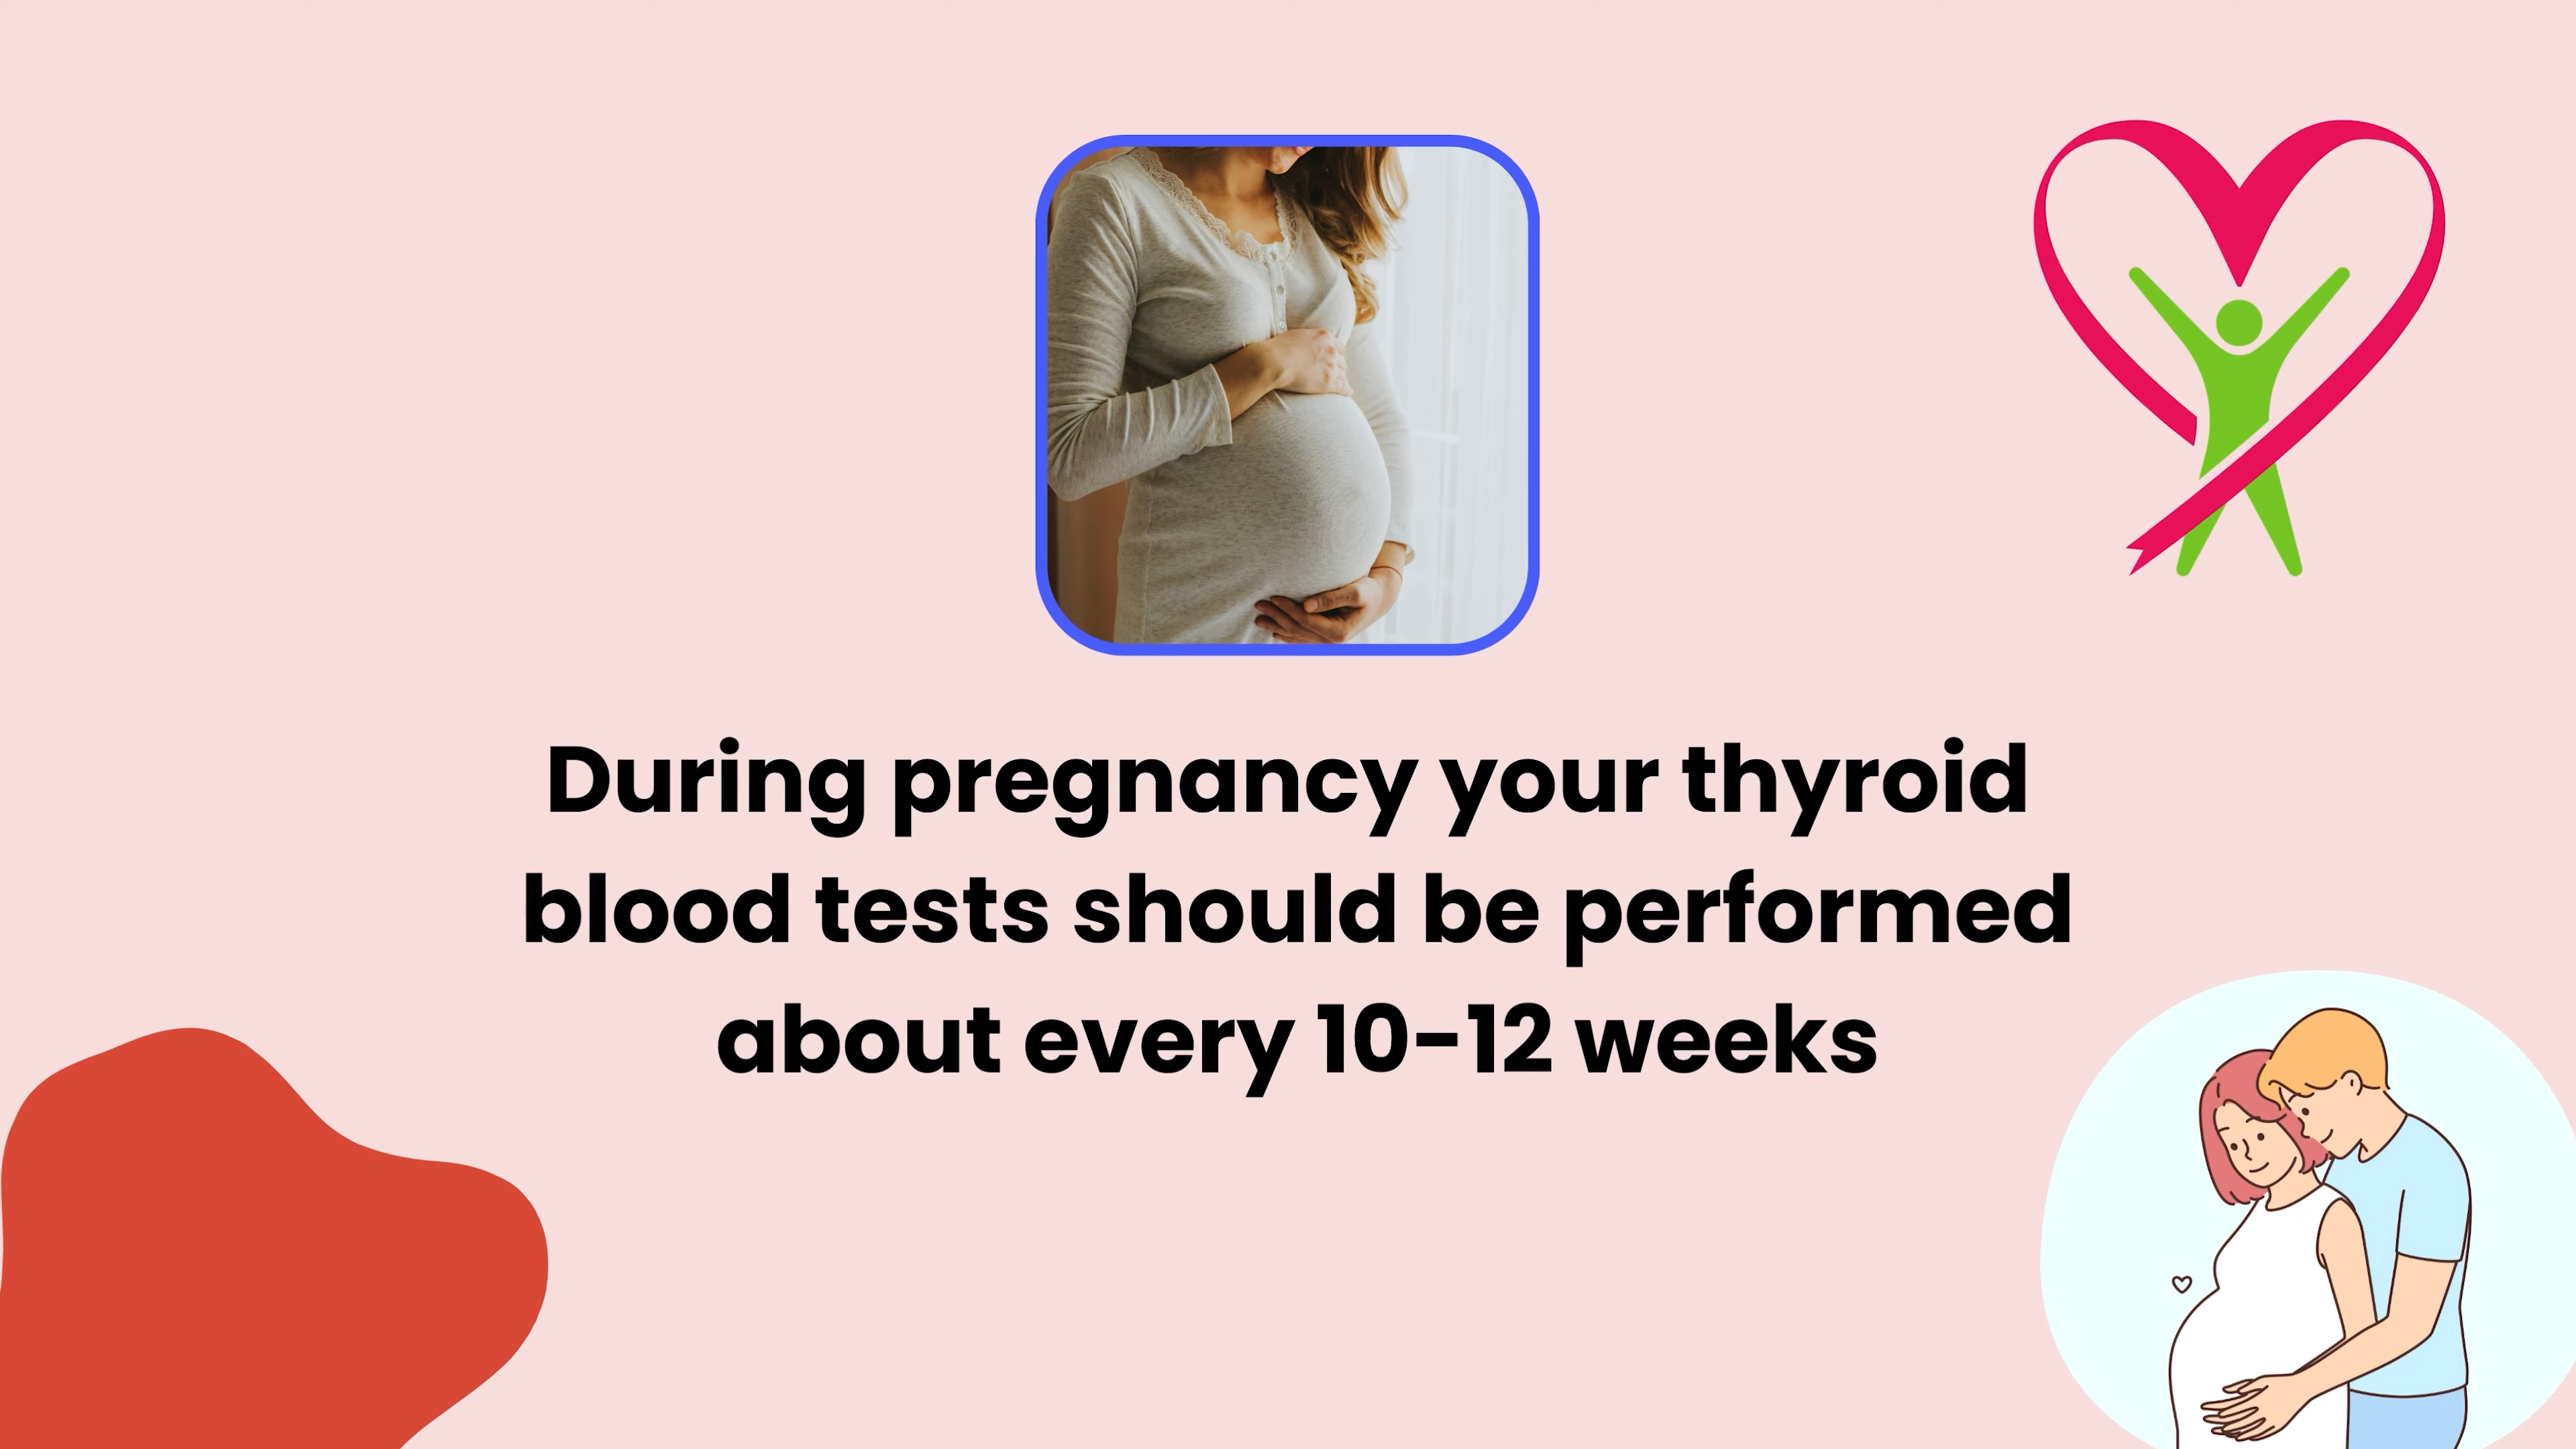 During pregnancy your thyroid
blood tests should be performed
about every 10-12 weeks